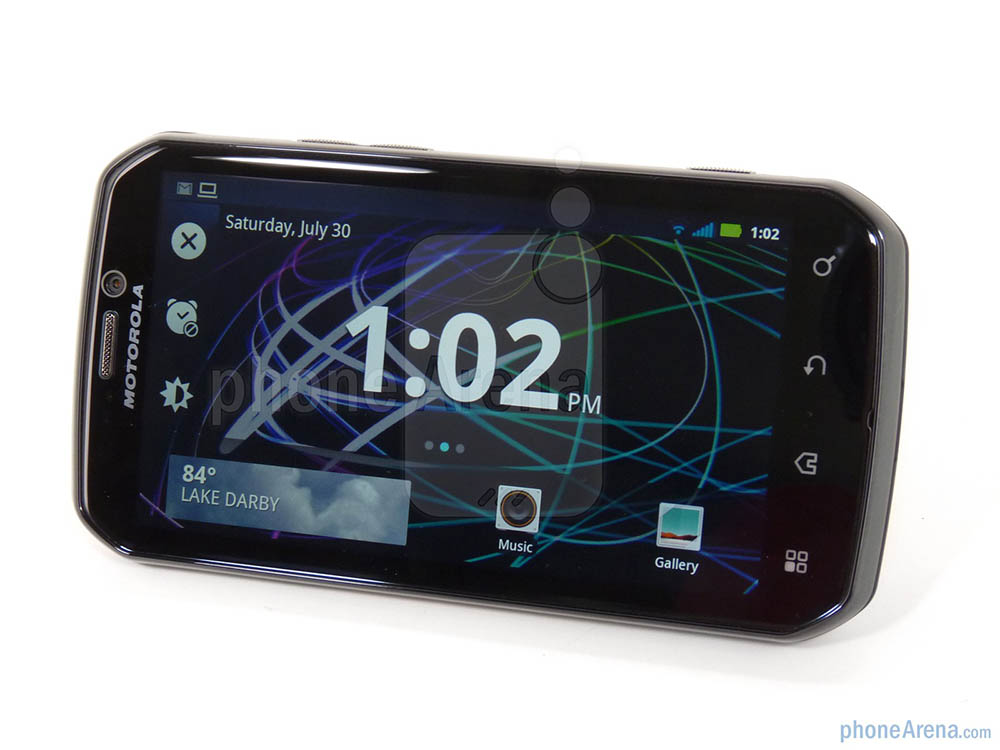 Saturday, July 30
1:02
MOTOROLA
1:02 PM
phoneArena
84°
LAKE DARBY
Music
Gallery
phoneArena.com